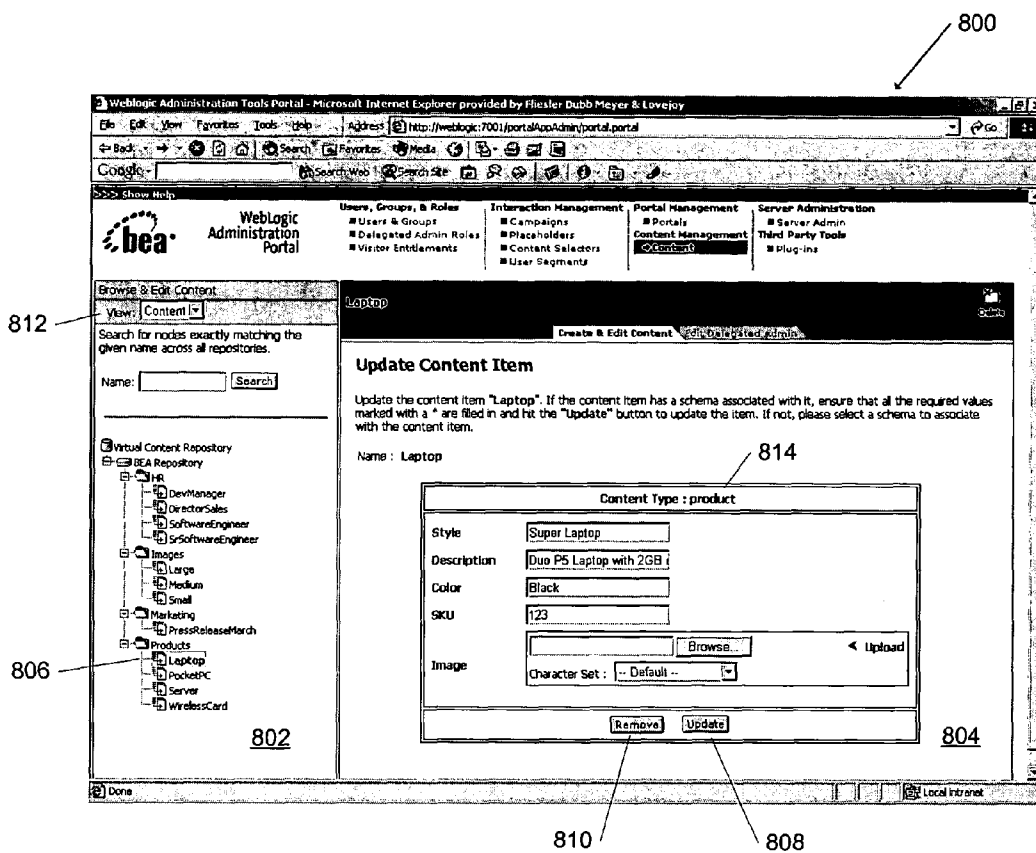 800
Weblogic Administration Tools Portal - Microsoft Internet Explorer provided by Fliesler Dubb Meyer & Lovejoy
File Edit View Favorites Tools Help Address http://weblogic:7001/portalAppAdmin/portal.portal Go
Back Search Favorites Media
Google Search Web Search Site
>>> Show Help
bea WebLogic Administration Portal
Users, Groups, & Roles
Users & Groups
Delegated Admin Roles
Visitor Entitlements
Interaction Management
Campaigns
Placeholders
Content Selectors
User Segments
Portal Management
Portals
Content Management
Content
Server Administration
Server Admin
Third Party Tools
Plug-ins
Browse & Edit Content
812
View: Content
Search for nodes exactly matching the
given name across all repositories.
Name: Search
Virtual Content Repository
BEA Repository
HR
DevManager
DirectorSales
SoftwareEngineer
SrSoftwareEngineer
Images
Large
Medium
Small
Marketing
PressReleaseMarch
Products
806
Laptop
PocketPC
Server
WirelessCard
802
Laptop
Delete
Create & Edit Content Edit Delegated Admin
Update Content Item
Update the content item "Laptop". If the content item has a schema associated with it, ensure that all the required values
marked with a * are filled in and hit the "Update" button to update the item. If not, please select a schema to associate
with the content item.
Name : Laptop
814
Content Type : product
Style Super Laptop
Description Duo P5 Laptop with 2GB
Color Black
SKU 123
Image Browse... Upload
Character Set : -- Default --
Remove Update
804
Done Local intranet
810 808